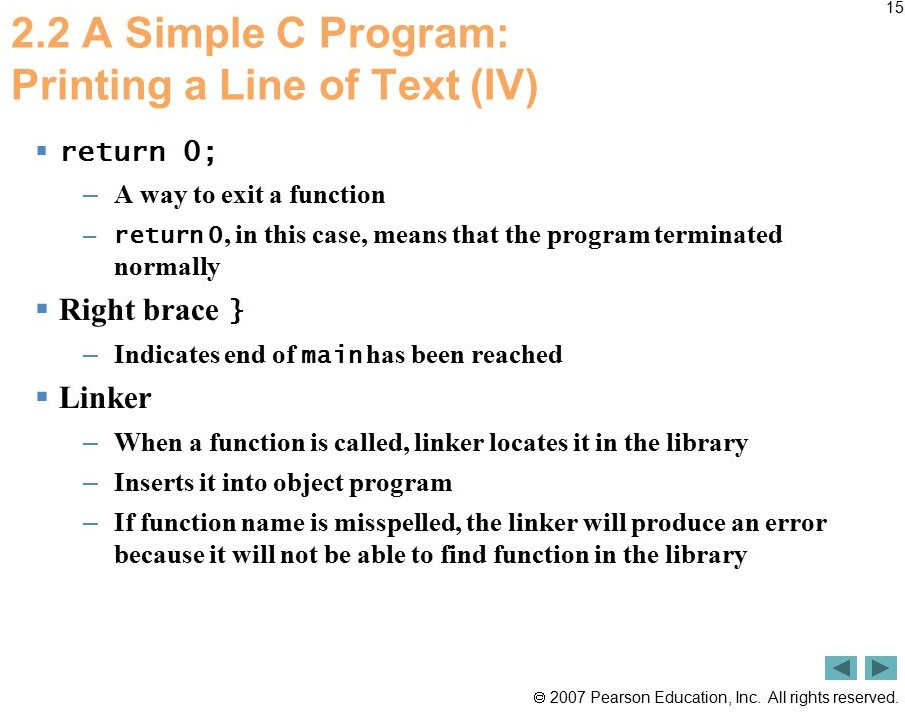 15
2.2 A Simple C Program:
Printing a Line of Text (IV)
▪ return 0;
– A way to exit a function
– return 0, in this case, means that the program terminated
normally
▪ Right brace }
– Indicates end of main has been reached
▪ Linker
– When a function is called, linker locates it in the library
– Inserts it into object program
– If function name is misspelled, the linker will produce an error
because it will not be able to find function in the library
© 2007 Pearson Education, Inc. All rights reserved.